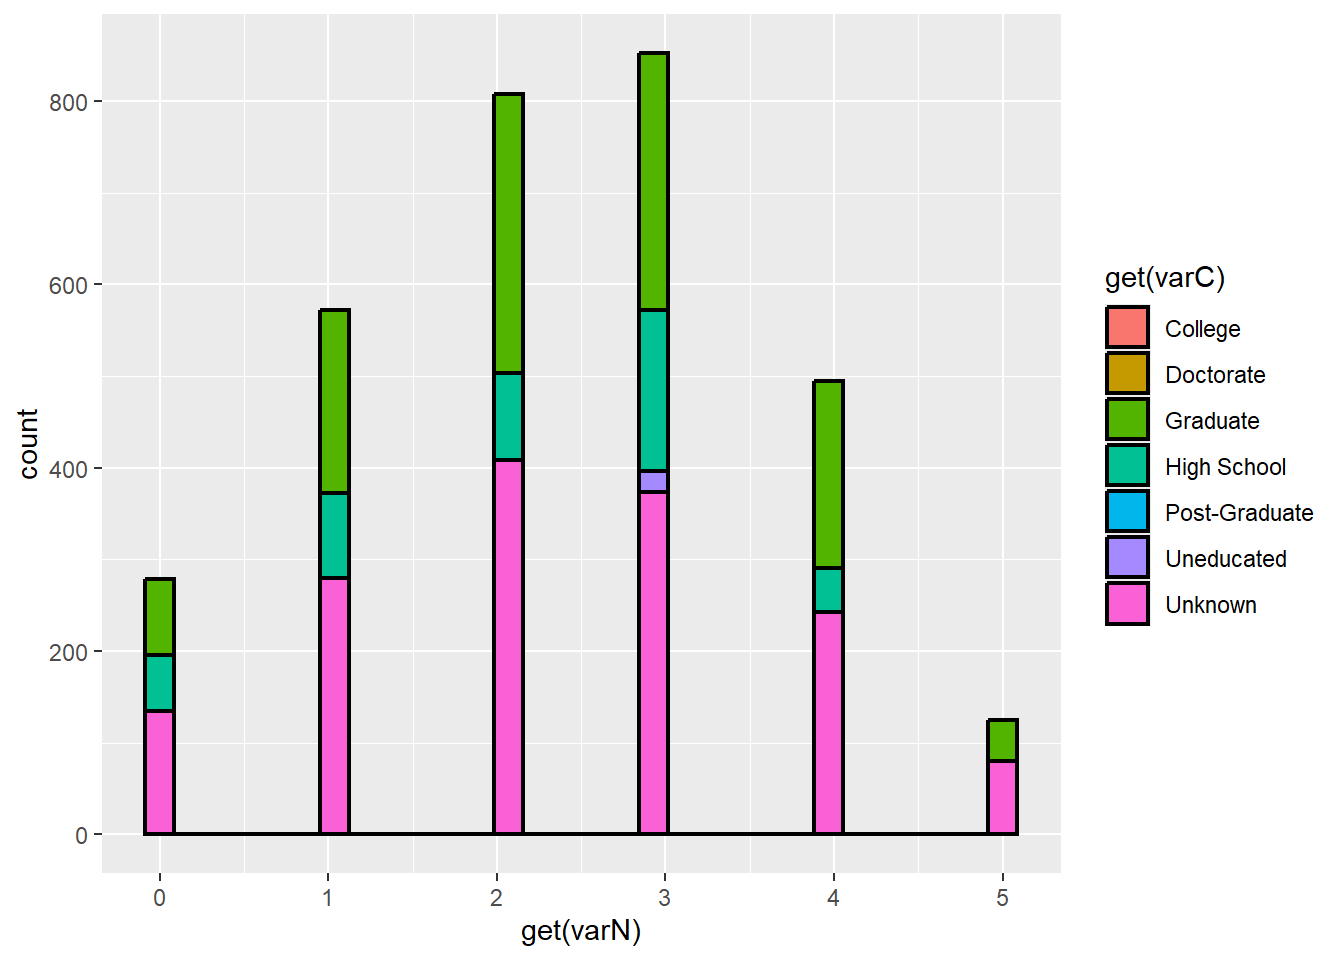 800
600
400
200
0
count
0 1 2 3 4 5
get(varN)
get(varC)
College
Doctorate
Graduate
High School
Post-Graduate
Uneducated
Unknown